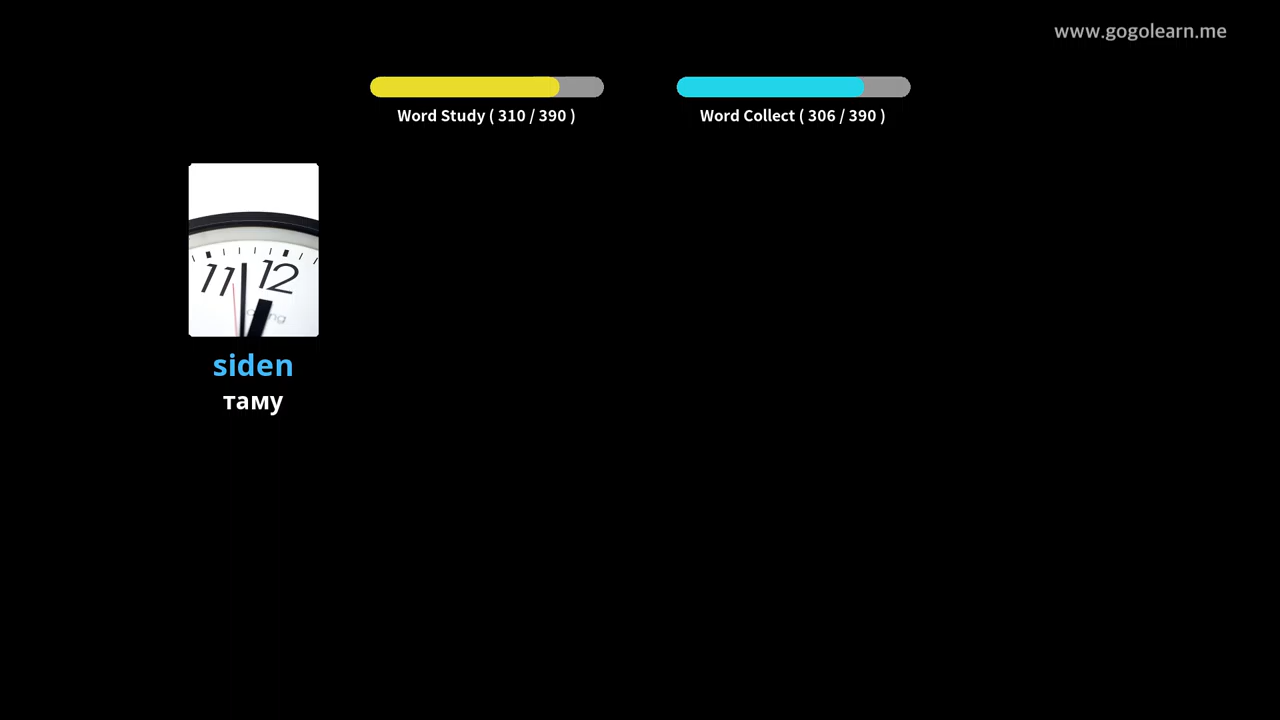 www.gogolearn.me
Word Study ( 310 / 390 )
Word Collect ( 306 / 390 )
11 12
siden
таму